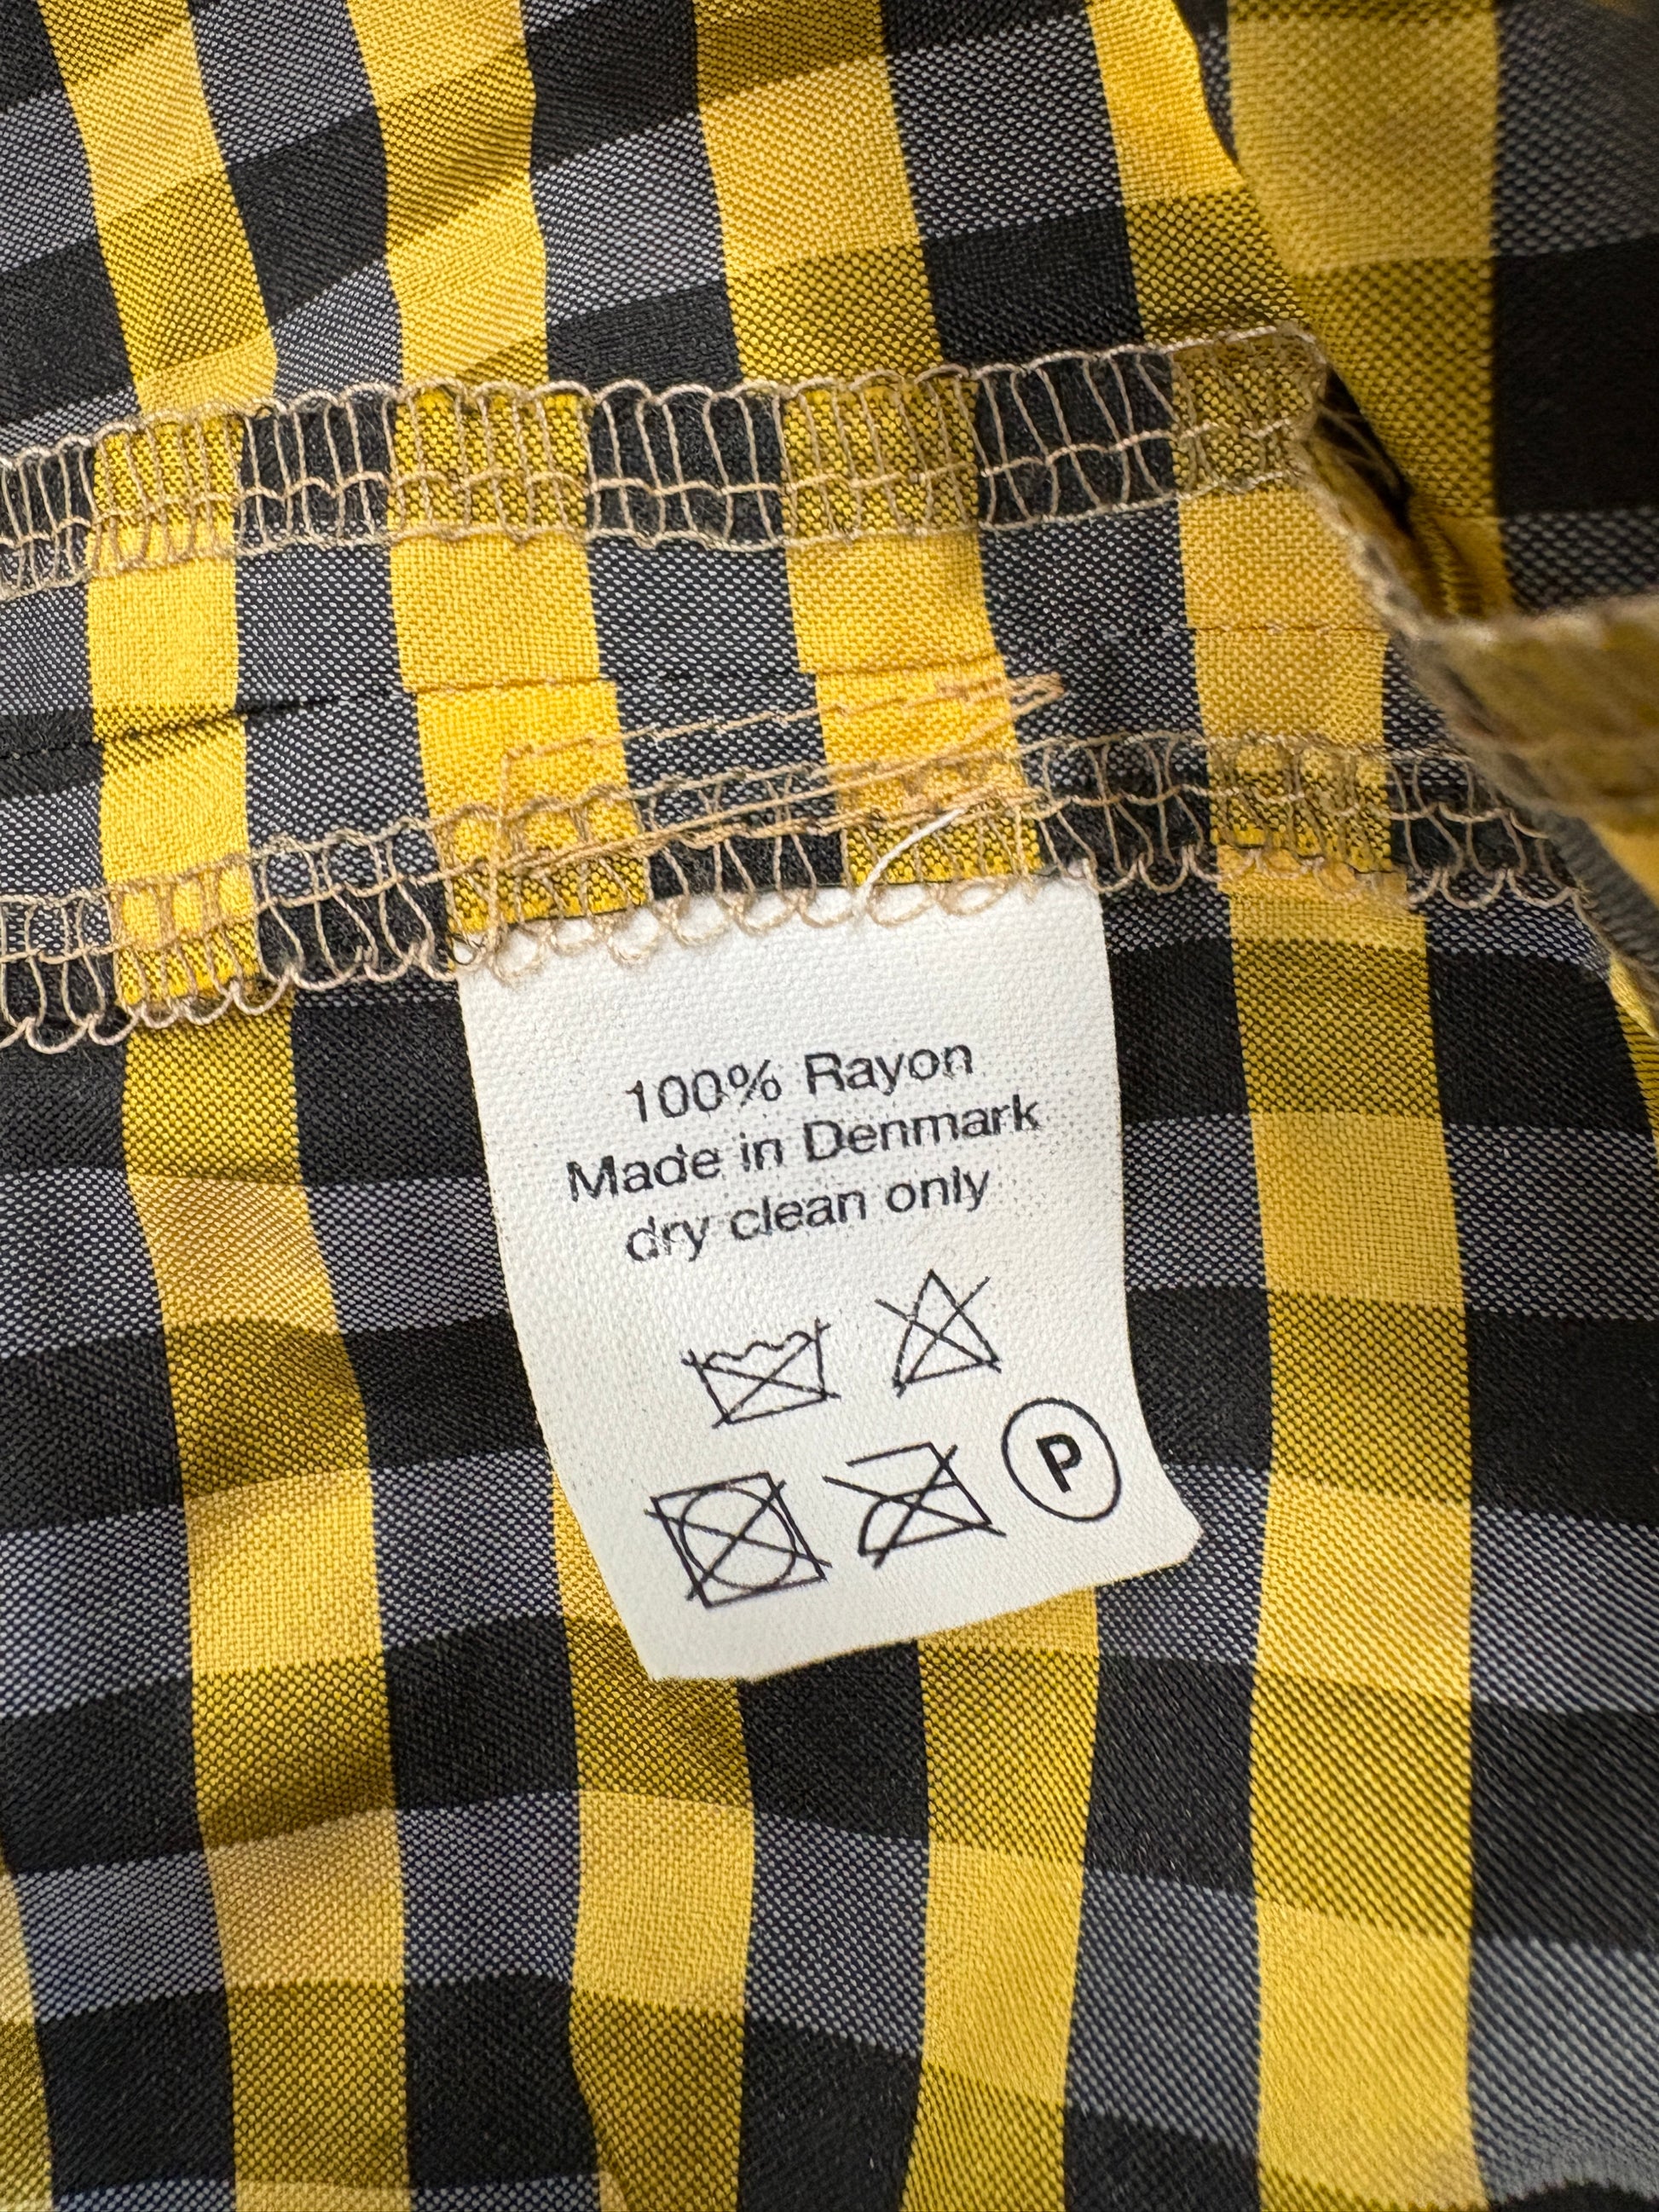 100% Rayon
Made in Denmark
dry clean only
P